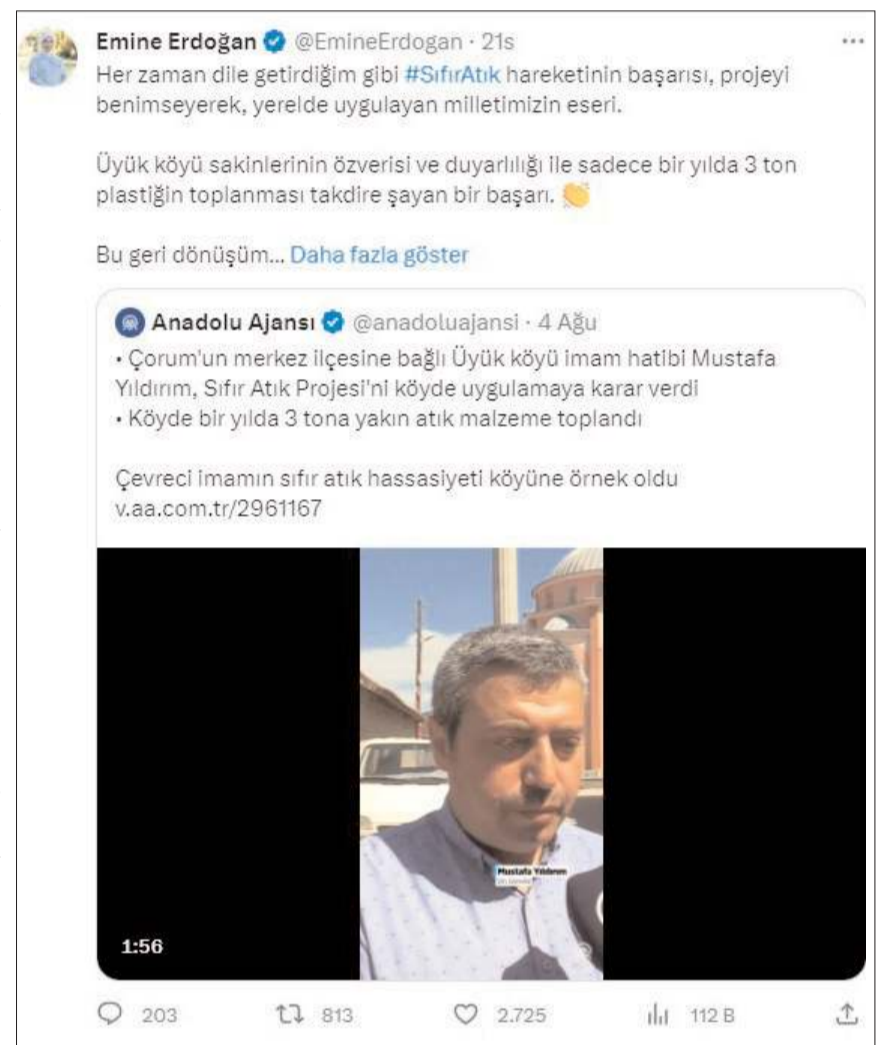 Emine Erdoğan @EmineErdogan · 21s
Her zaman dile getirdiğim gibi #SıfırAtık hareketinin başarısı, projeyi
benimseyerek, yerelde uygulayan milletimizin eseri.
Üyük köyü sakinlerinin özverisi ve duyarlılığı ile sadece bir yılda 3 ton
plastiğin toplanması takdire şayan bir başarı. 👏
Bu geri dönüşüm... Daha fazla göster
Anadolu Ajansı @anadoluajansi · 4 Ağu
• Çorum'un merkez ilçesine bağlı Üyük köyü imam hatibi Mustafa
Yıldırım, Sıfır Atık Projesi'ni köyde uygulamaya karar verdi
• Köyde bir yılda 3 tona yakın atık malzeme toplandı
Çevreci imamın sıfır atık hassasiyeti köyüne örnek oldu
v.aa.com.tr/2961167
Mustafa Yıldırım
1:56
203 813 2.725 112 B